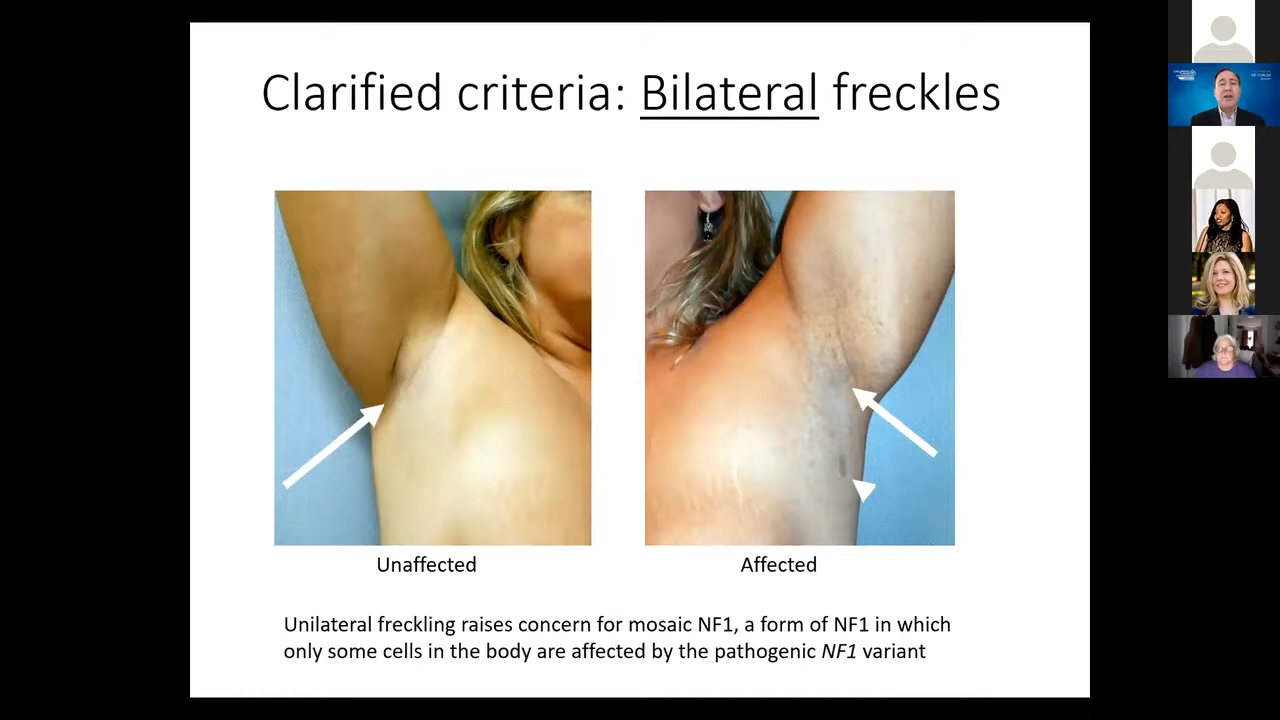 Clarified criteria: Bilateral freckles
Unaffected
Affected
Unilateral freckling raises concern for mosaic NF1, a form of NF1 in which
only some cells in the body are affected by the pathogenic NF1 variant